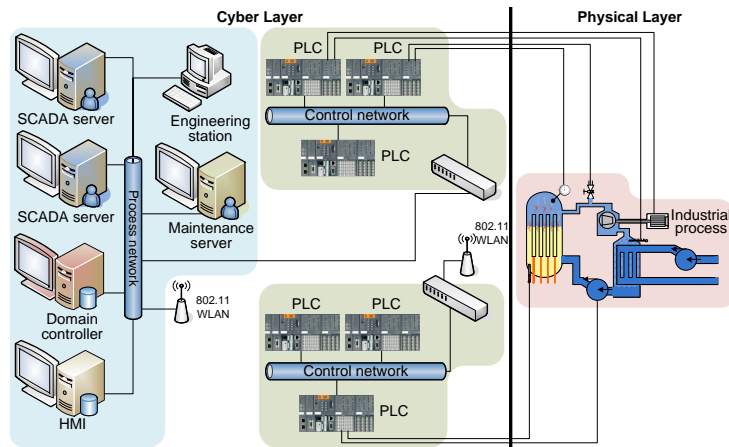 Cyber Layer
Physical Layer
SCADA server
Engineering
station
SCADA server
Maintenance
server
Process network
Domain
controller
802.11
WLAN
HMI
PLC
PLC
Control network
PLC
802.11
WLAN
PLC
PLC
Control network
PLC
Industrial
process